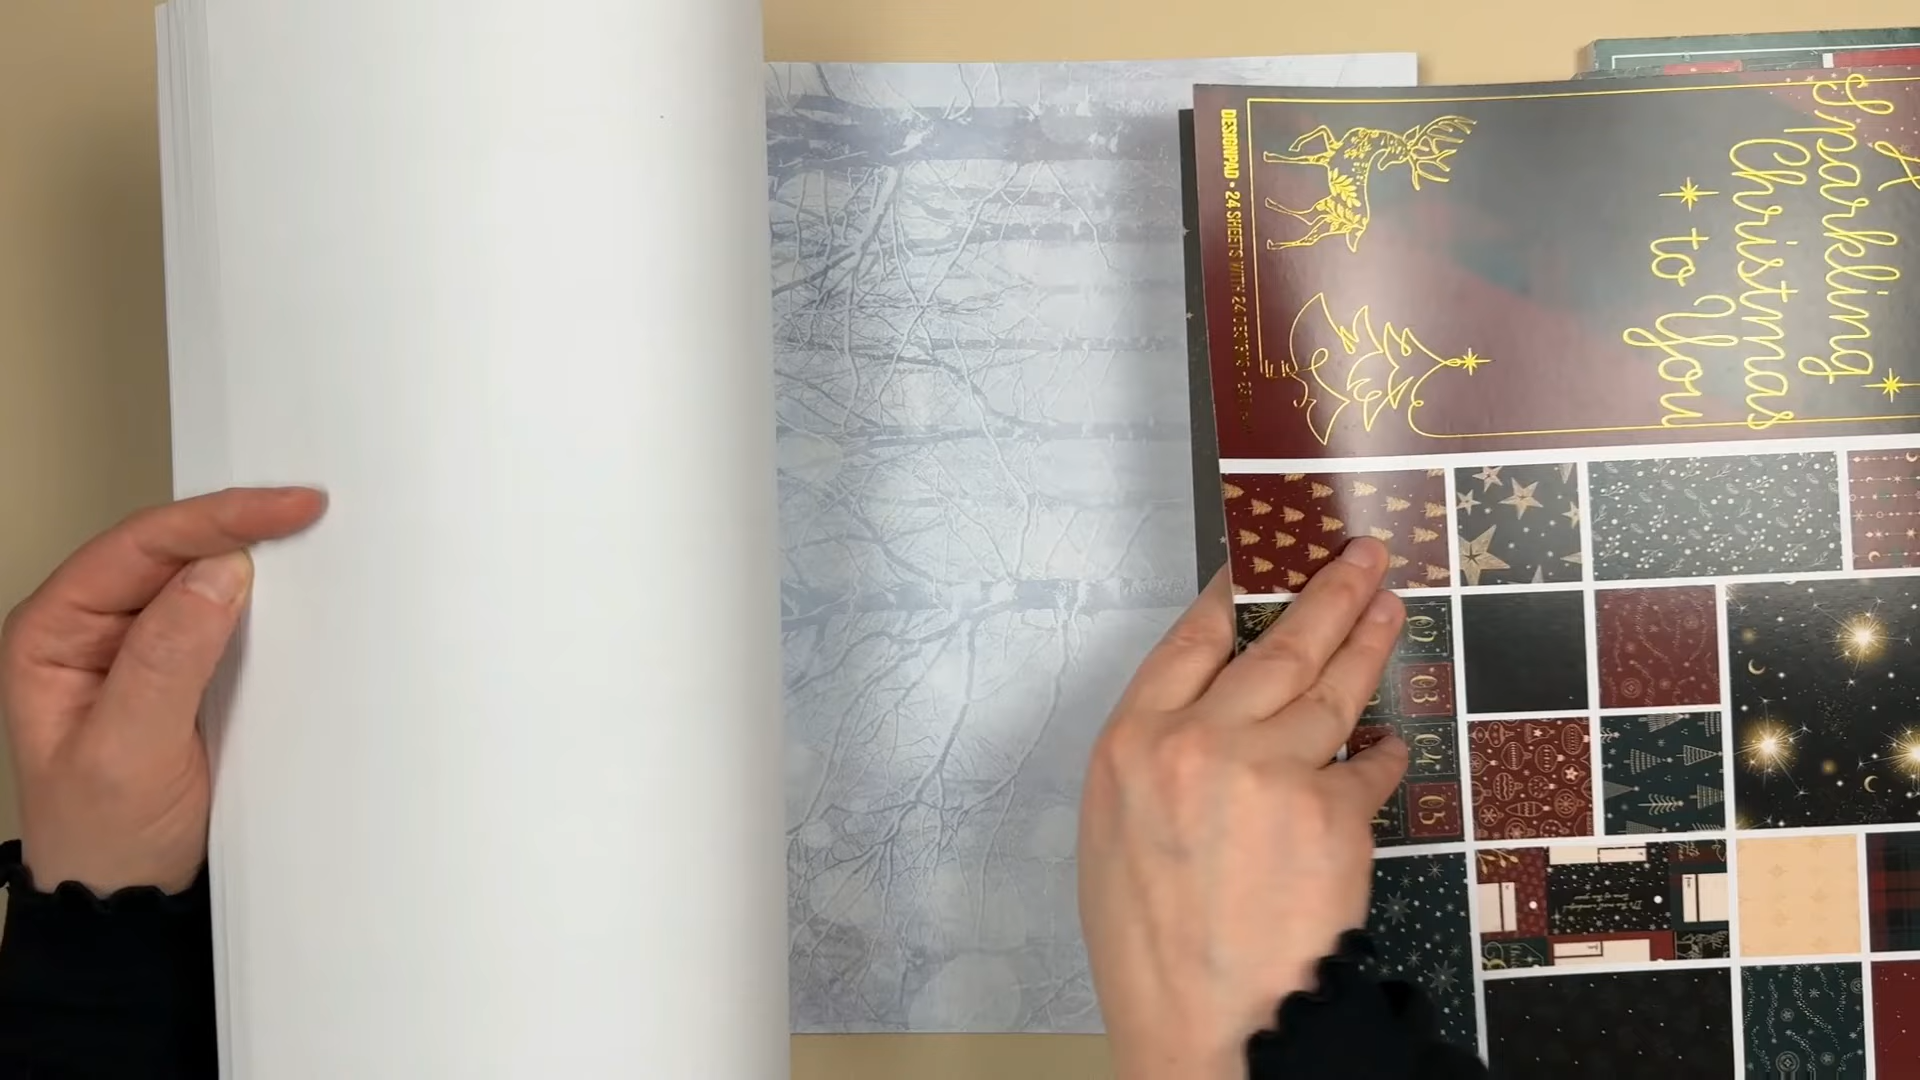 A
Sparkling
Christmas
to You
DESIGNPAD • 24 SHEETS WITH 24 DESIGNS •
02
03
04
05